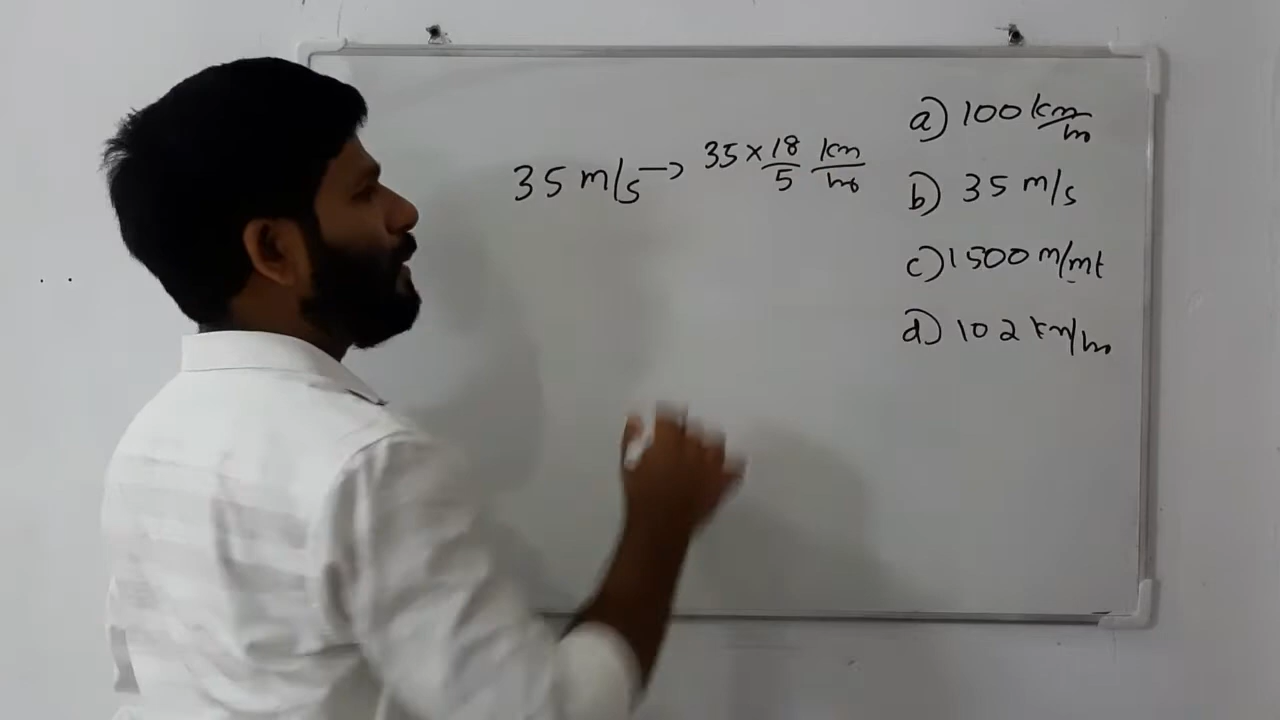 35 m/s → 35 × 18/5 km/hr
a) 100 km/hr
b) 35 m/s
c) 1500 m/mt
d) 102 km/hr